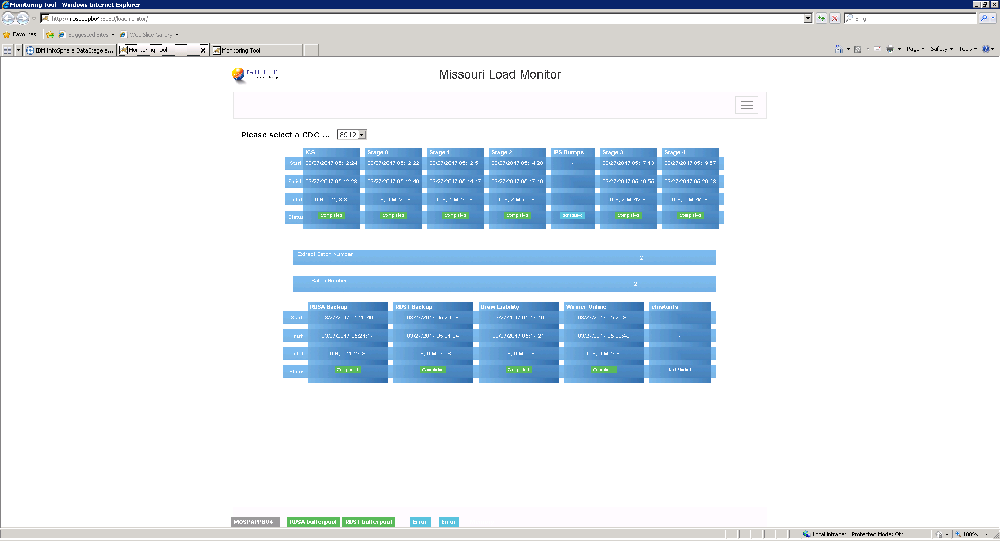 Monitoring Tool - Windows Internet Explorer
http://mospappbo4:8080/loadmonitor/
Bing
Favorites
Suggested Sites
Web Slice Gallery
IBM InfoSphere DataStage a...
Monitoring Tool
Monitoring Tool
Page
Safety
Tools
GTECH
Missouri Load Monitor
Please select a CDC ...
8512
ICS Stage 0 Stage 1 Stage 2 IPS Dumps Stage 3 Stage 4
Start 03/27/2017 05:12:24 03/27/2017 05:12:22 03/27/2017 05:12:51 03/27/2017 05:14:20 - 03/27/2017 05:17:13 03/27/2017 05:19:57
Finish 03/27/2017 05:12:28 03/27/2017 05:12:49 03/27/2017 05:14:17 03/27/2017 05:17:10 - 03/27/2017 05:19:55 03/27/2017 05:20:43
Total 0 H, 0 M, 3 S 0 H, 0 M, 26 S 0 H, 1 M, 26 S 0 H, 2 M, 50 S - 0 H, 2 M, 42 S 0 H, 0 M, 45 S
Status Completed Completed Completed Completed Scheduled Completed Completed
Extract Batch Number 2
Load Batch Number 2
RDSA Backup RDST Backup Draw Liability Winner Online eInstants
Start 03/27/2017 05:20:49 03/27/2017 05:20:48 03/27/2017 05:17:16 03/27/2017 05:20:39 -
Finish 03/27/2017 05:21:17 03/27/2017 05:21:24 03/27/2017 05:17:21 03/27/2017 05:20:42 -
Total 0 H, 0 M, 27 S 0 H, 0 M, 36 S 0 H, 0 M, 4 S 0 H, 0 M, 2 S -
Status Completed Completed Completed Completed Not Started
MOSPAPPBO4 RDSA bufferpool RDST bufferpool Error Error
Local intranet | Protected Mode: Off
100%